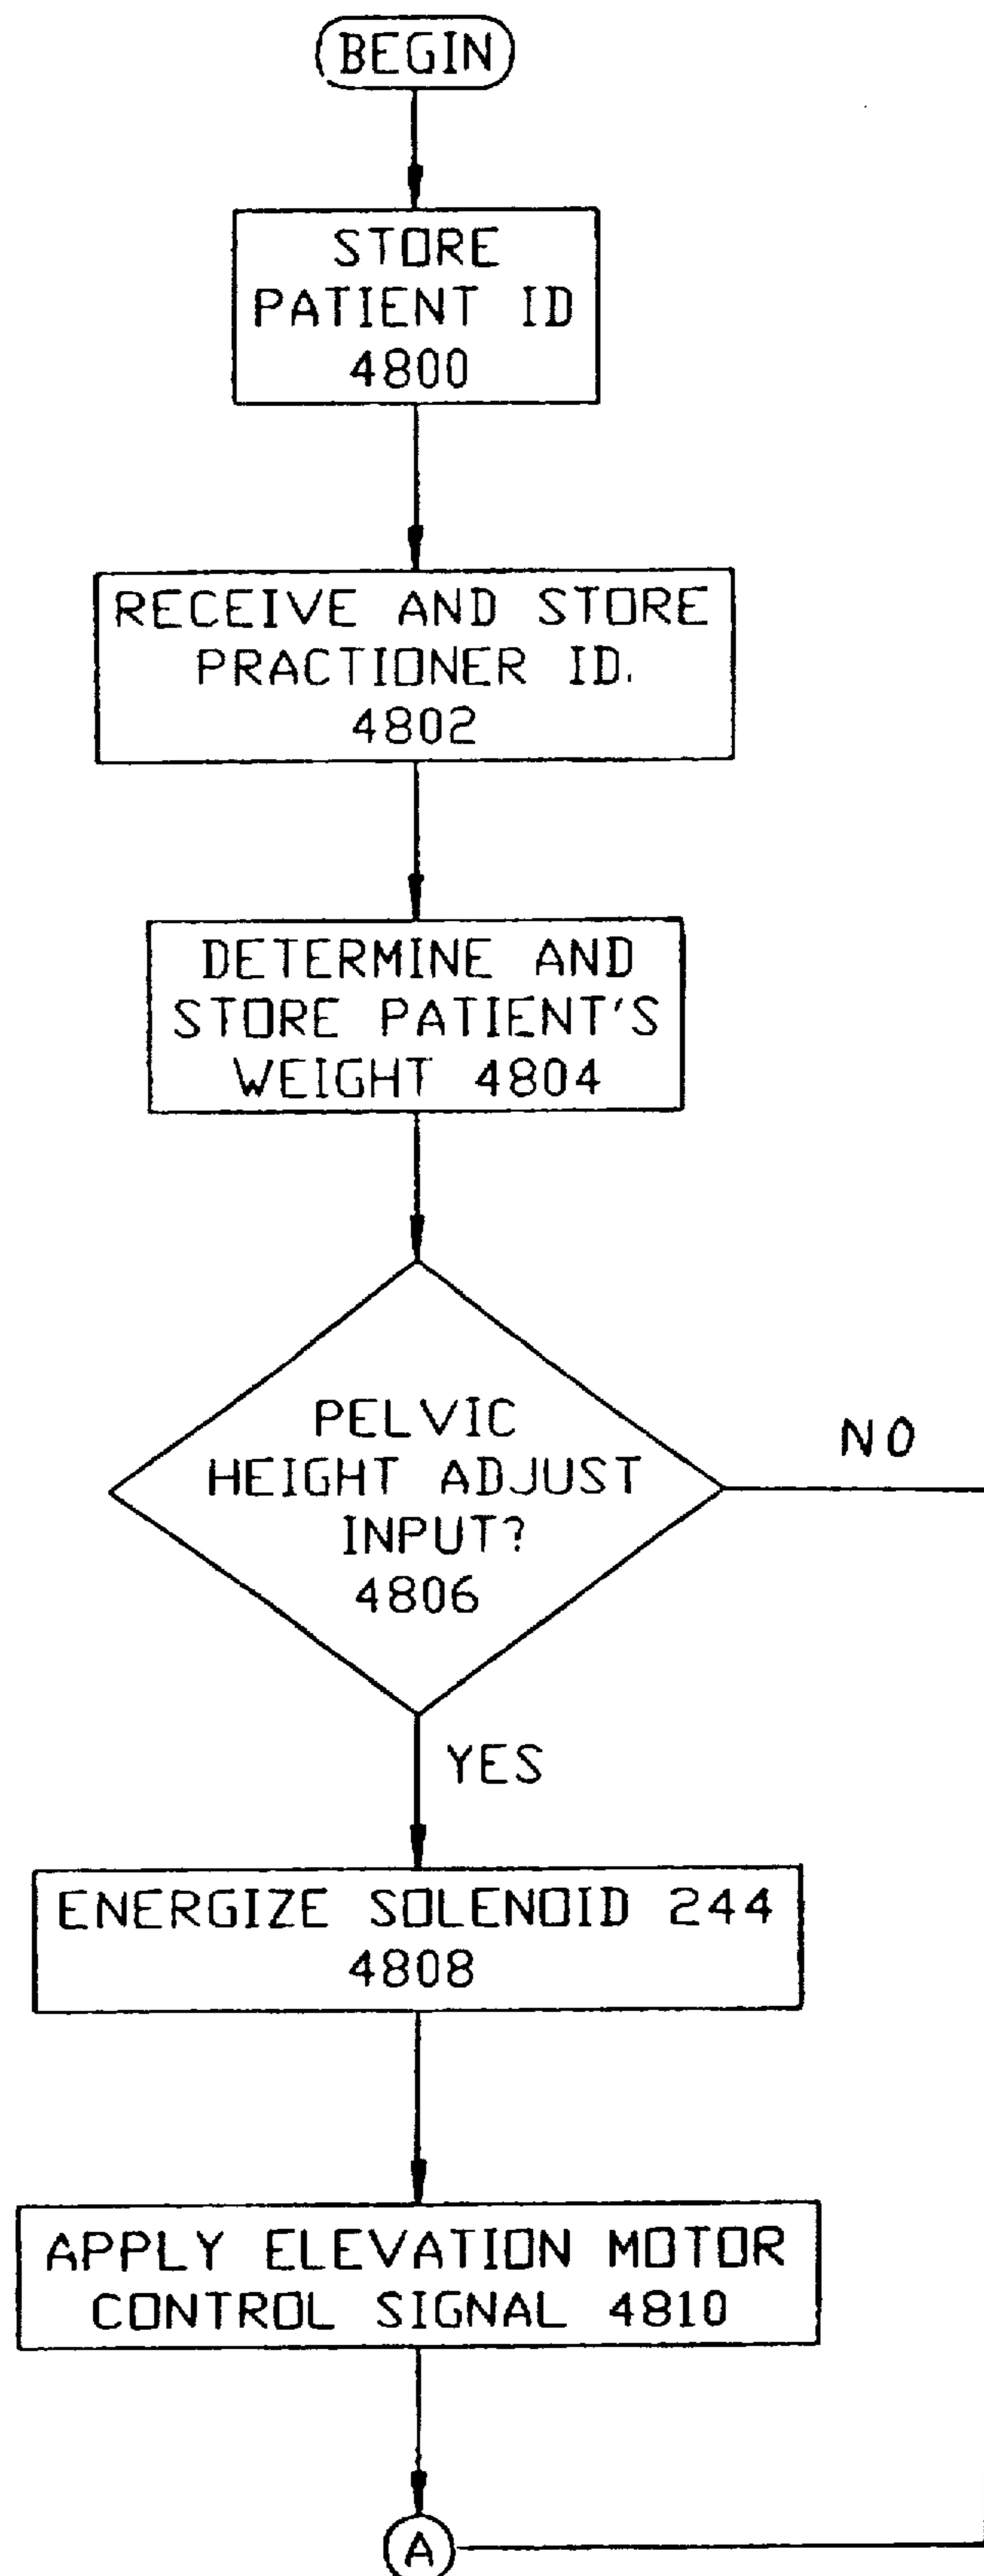 BEGIN
STORE
PATIENT ID
4800
RECEIVE AND STORE
PRACTIONER ID.
4802
DETERMINE AND
STORE PATIENT'S
WEIGHT 4804
PELVIC
HEIGHT ADJUST
INPUT?
4806
NO
YES
ENERGIZE SOLENOID 244
4808
APPLY ELEVATION MOTOR
CONTROL SIGNAL 4810
A